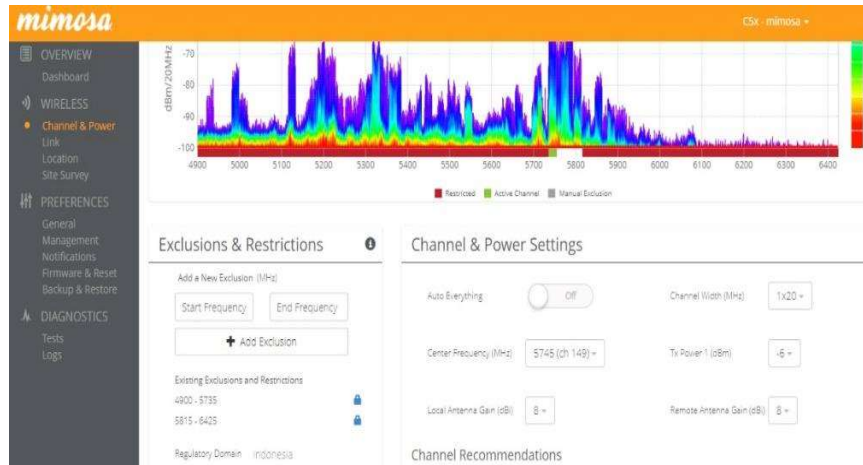 mimosa
C5x - mimosa
OVERVIEW
Dashboard
WIRELESS
Channel & Power
Link
Location
Site Survey
PREFERENCES
General
Management
Notifications
Firmware & Reset
Backup & Restore
DIAGNOSTICS
Tests
Logs
dBm/20MHz
-70
-80
-90
-100
4900 5000 5100 5200 5300 5400 5500 5600 5700 5800 5900 6000 6100 6200 6300 6400
Restricted Active Channel Manual Exclusion
Exclusions & Restrictions
Add a New Exclusion (MHz)
Start Frequency End Frequency
+ Add Exclusion
Existing Exclusions and Restrictions
4900 - 5735
5815 - 6425
Regulatory Domain Indonesia
Channel & Power Settings
Auto Everything Off Channel Width (MHz) 1x20
Center Frequency (MHz) 5745 (ch 149) Tx Power 1 (dBm) -6
Local Antenna Gain (dBi) 8 Remote Antenna Gain (dBi) 8
Channel Recommendations